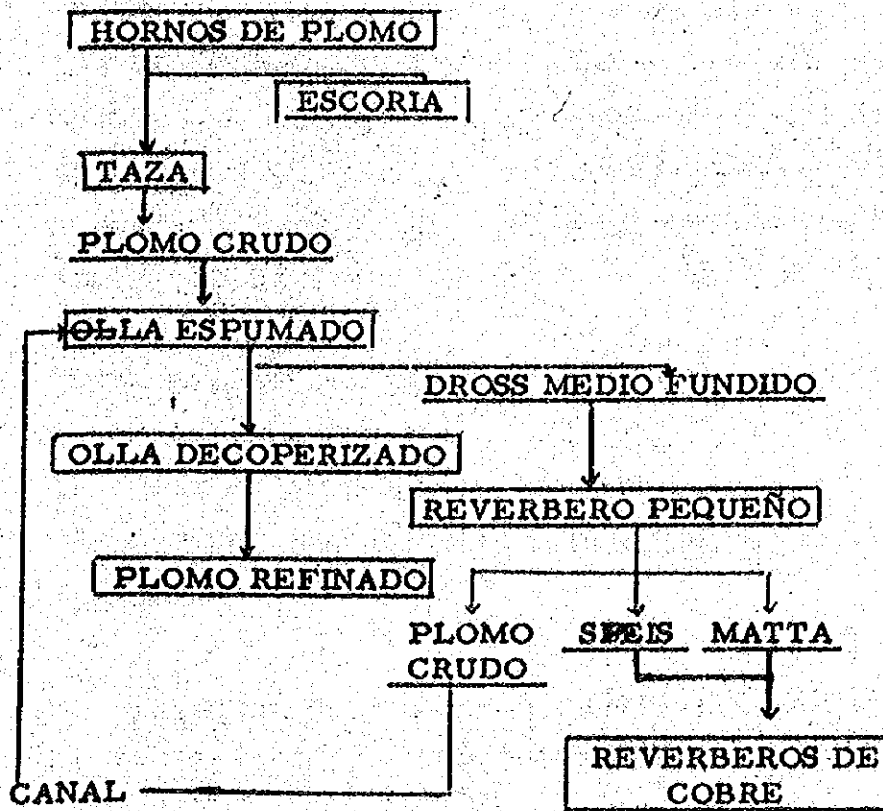 HORNOS DE PLOMO
ESCORIA
TAZA
PLOMO CRUDO
OLLA ESPUMADO
DROSS MEDIO FUNDIDO
OLLA DECOPERIZADO
REVERBERO PEQUEÑO
PLOMO REFINADO
PLOMO
CRUDO
SPEIS
MATTA
REVERBEROS DE
COBRE
CANAL